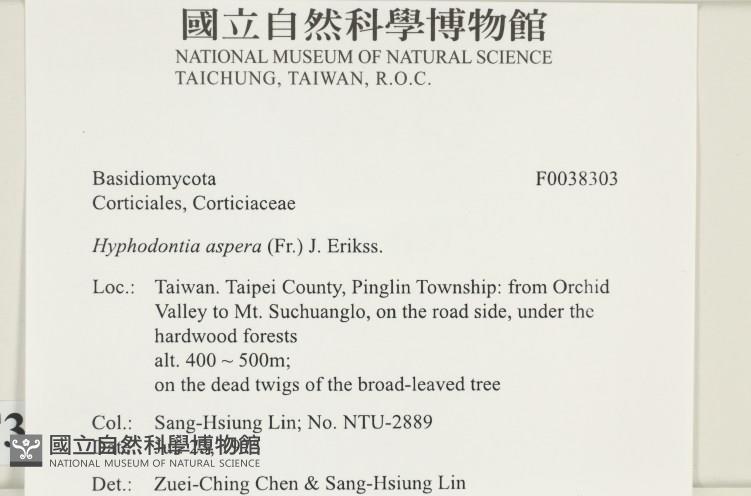 國立自然科學博物館
NATIONAL MUSEUM OF NATURAL SCIENCE
TAICHUNG, TAIWAN, R.O.C.
Basidiomycota F0038303
Corticiales, Corticiaceae
Hyphodontia aspera (Fr.) J. Erikss.
Loc.: Taiwan. Taipei County, Pinglin Township: from Orchid
Valley to Mt. Suchuanglo, on the road side, under the
hardwood forests
alt. 400 ~ 500m;
on the dead twigs of the broad-leaved tree
Col.: Sang-Hsiung Lin; No. NTU-2889
國立自然科學博物館
NATIONAL MUSEUM OF NATURAL SCIENCE
Det.: Zuei-Ching Chen & Sang-Hsiung Lin